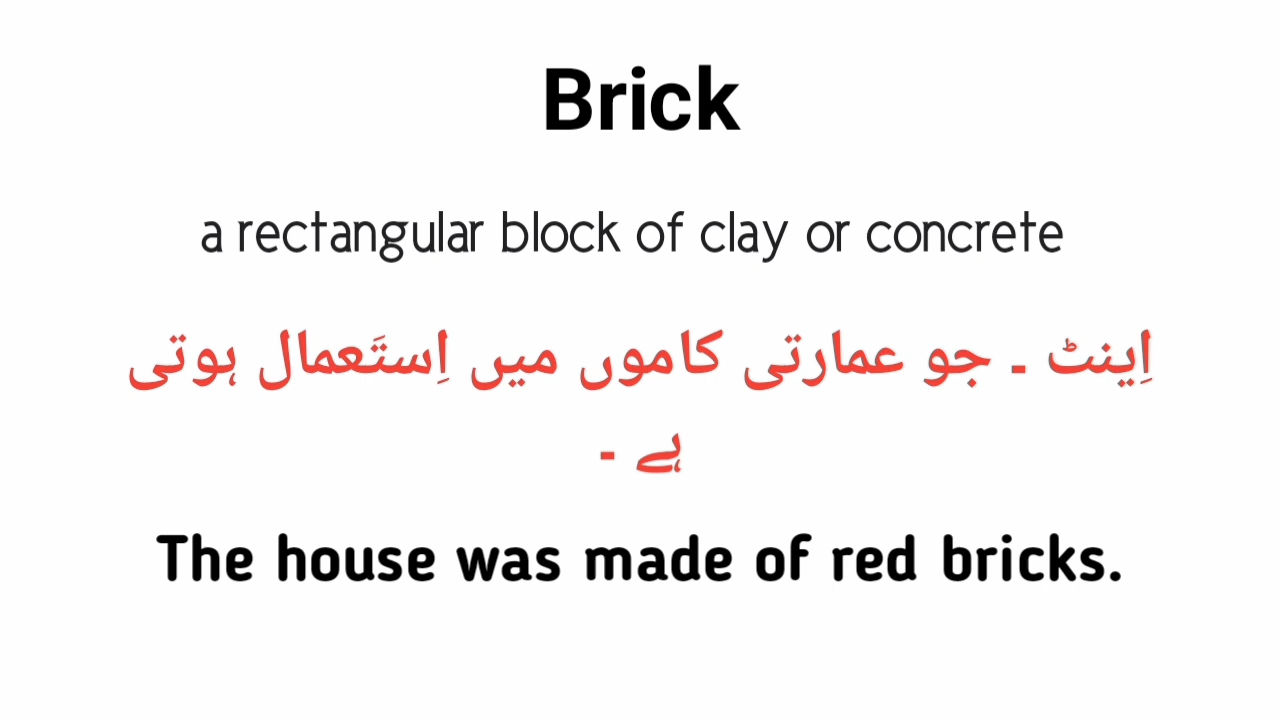 Brick
a rectangular block of clay or concrete
اِینٹ ۔ جو عمارتی کاموں میں اِستَعمال ہوتی
ہے ۔
The house was made of red bricks.